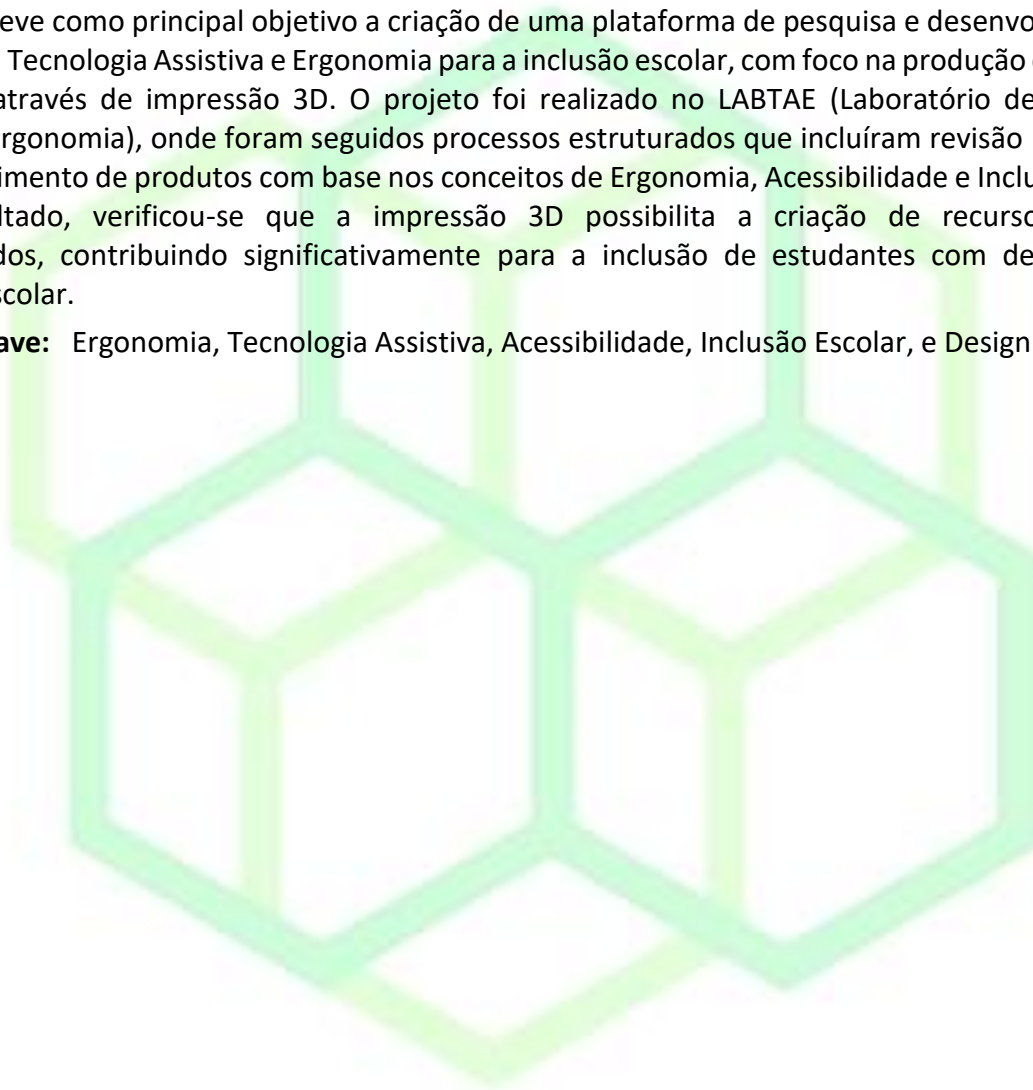 eve como principal objetivo a criação de uma plataforma de pesquisa e desenvo
Tecnologia Assistiva e Ergonomia para a inclusão escolar, com foco na produção
através de impressão 3D. O projeto foi realizado no LABTAE (Laboratório de
rgonomia), onde foram seguidos processos estruturados que incluíram revisão
imento de produtos com base nos conceitos de Ergonomia, Acessibilidade e Inclu
ltado, verificou-se que a impressão 3D possibilita a criação de recurso
dos, contribuindo significativamente para a inclusão de estudantes com de
scolar.
ave: Ergonomia, Tecnologia Assistiva, Acessibilidade, Inclusão Escolar, e Design